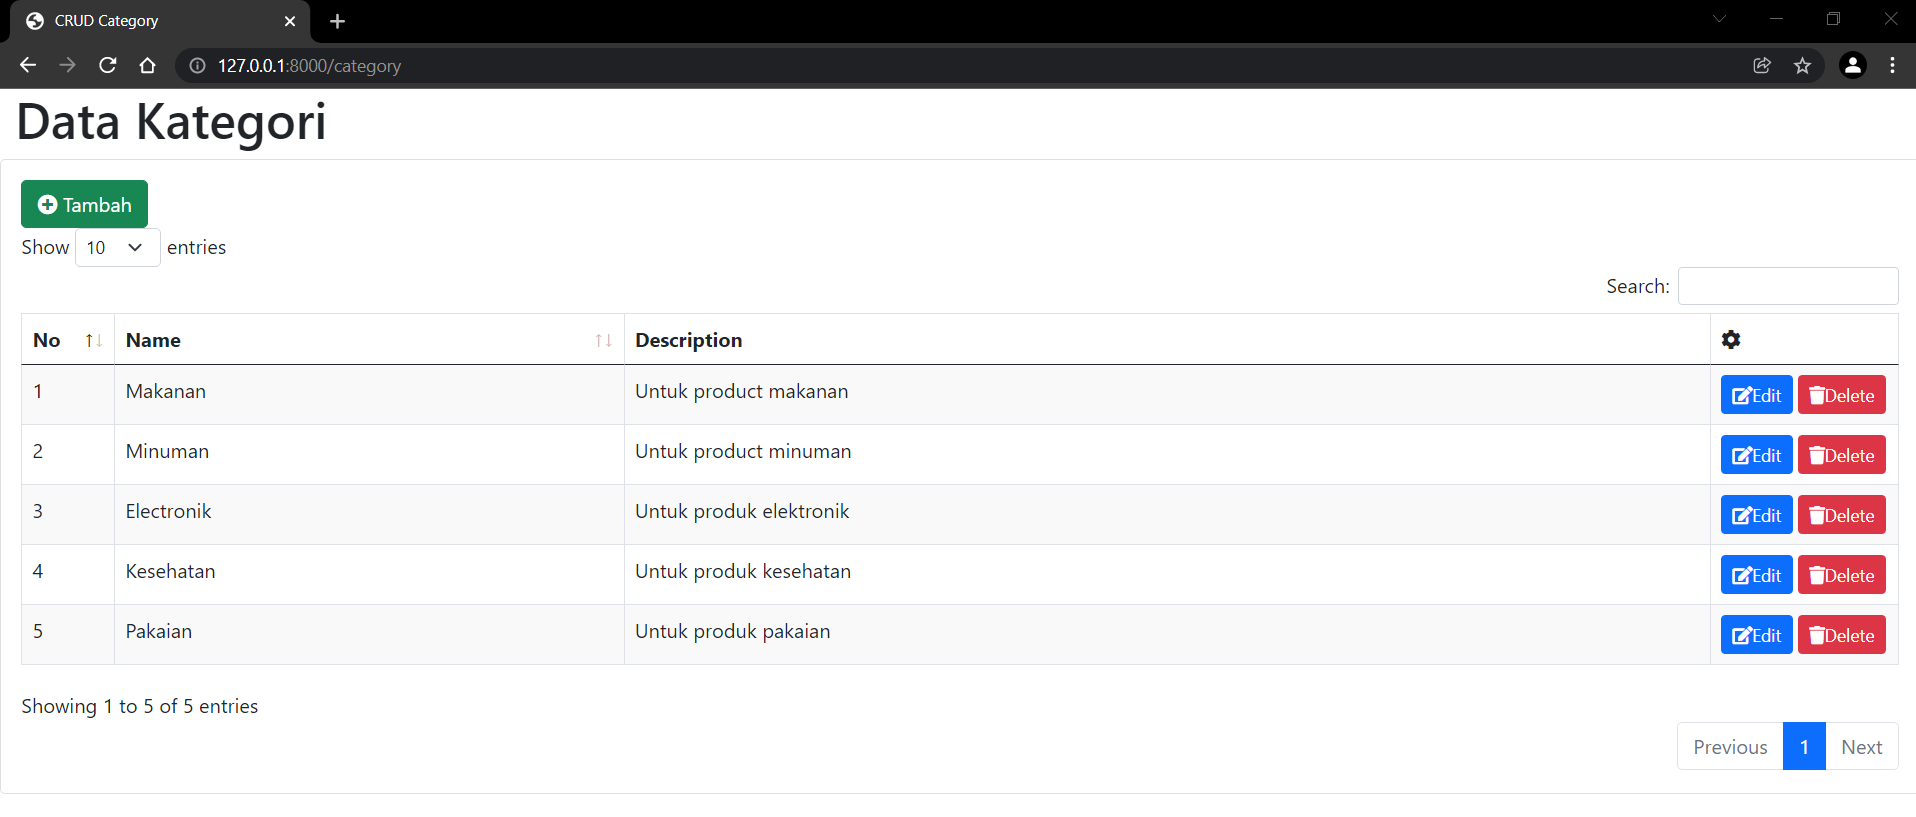 CRUD Category
127.0.0.1:8000/category
Data Kategori
Tambah
Show 10 entries
Search:
No Name Description
1 Makanan Untuk product makanan Edit Delete
2 Minuman Untuk product minuman Edit Delete
3 Electronik Untuk produk elektronik Edit Delete
4 Kesehatan Untuk produk kesehatan Edit Delete
5 Pakaian Untuk produk pakaian Edit Delete
Showing 1 to 5 of 5 entries
Previous 1 Next